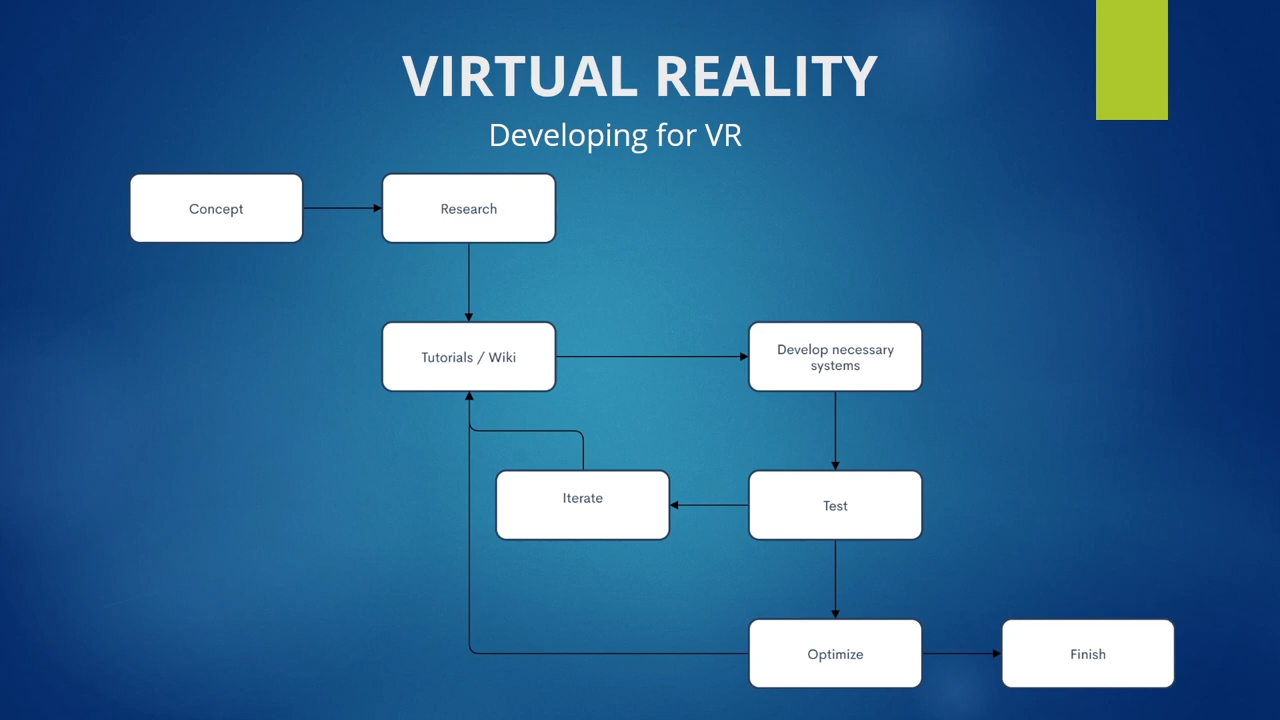 VIRTUAL REALITY
Developing for VR
Concept
Research
Tutorials / Wiki
Develop necessary
systems
Iterate
Test
Optimize
Finish